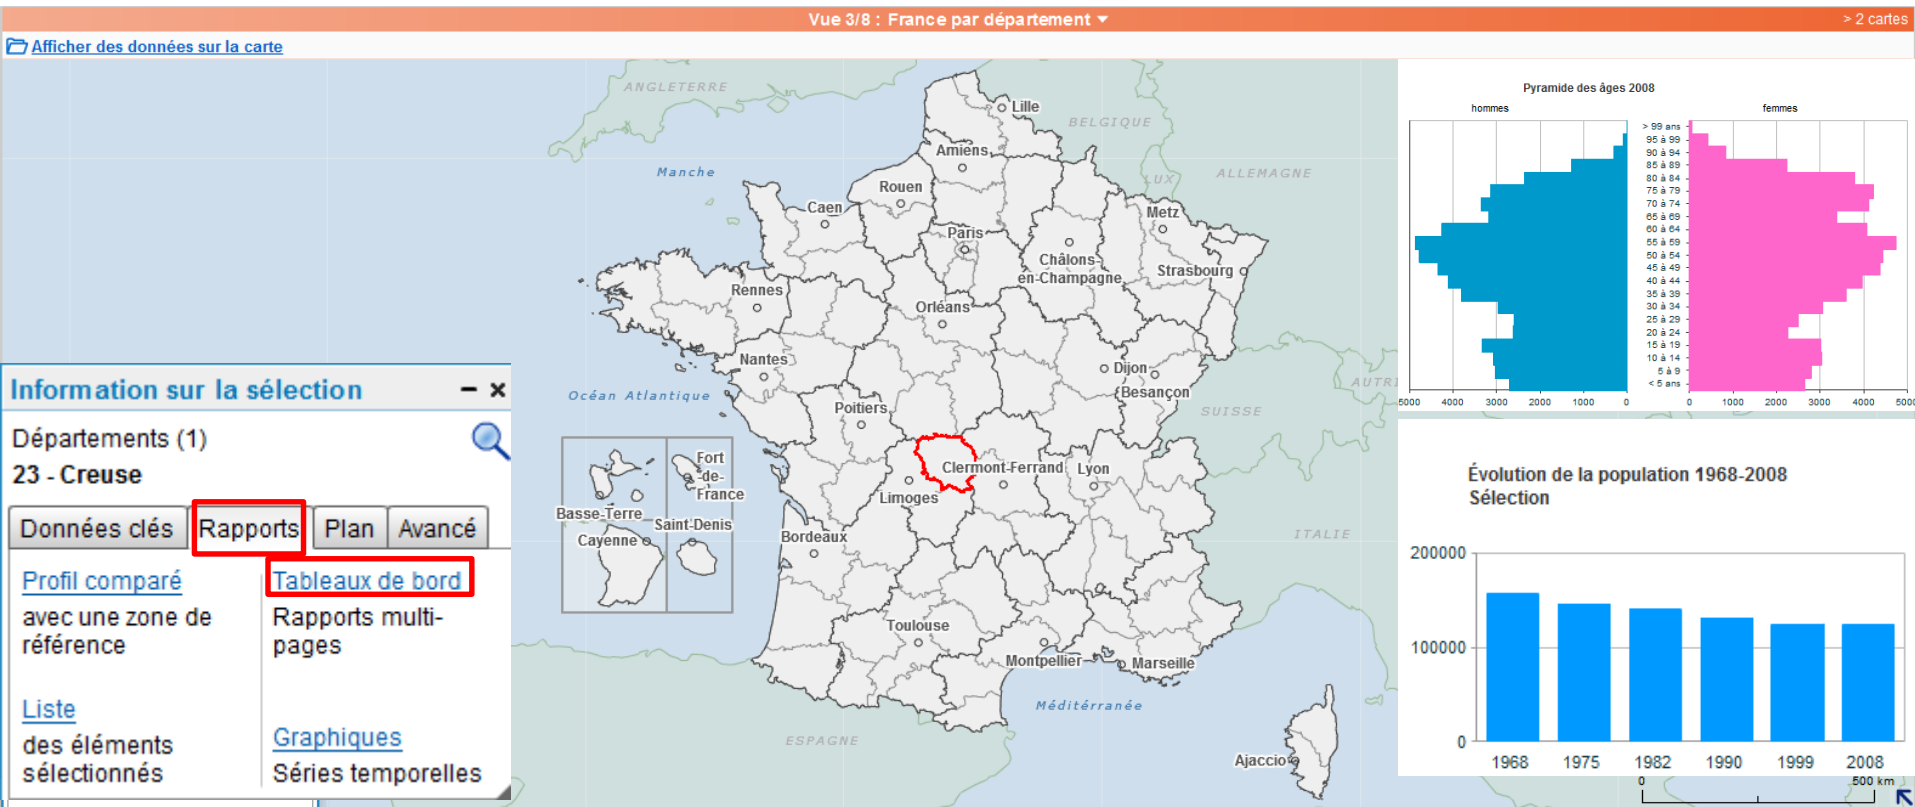 Vue 3/8 : France par département ▼
> 2 cartes
Afficher des données sur la carte
ANGLETERRE
BELGIQUE
LUX
ALLEMAGNE
SUISSE
AUTRI
ITALIE
ESPAGNE
Manche
Océan Atlantique
Méditérranée
Lille
Amiens
Rouen
Caen
Paris
Metz
Châlons-
en-Champagne
Strasbourg
Rennes
Orléans
Nantes
Dijon
Besançon
Poitiers
Clermont-Ferrand
Lyon
Limoges
Bordeaux
Toulouse
Montpellier
Marseille
Ajaccio
Fort
-de-
France
Basse-Terre
Saint-Denis
Cayenne
Information sur la sélection
Départements (1)
23 - Creuse
Données clés
Rapports
Plan
Avancé
Profil comparé
avec une zone de
référence
Tableaux de bord
Rapports multi-
pages
Liste
des éléments
sélectionnés
Graphiques
Séries temporelles
Pyramide des âges 2008
hommes
femmes
> 99 ans
95 à 99
90 à 94
85 à 89
80 à 84
75 à 79
70 à 74
65 à 69
60 à 64
55 à 59
50 à 54
45 à 49
40 à 44
35 à 39
30 à 34
25 à 29
20 à 24
15 à 19
10 à 14
5 à 9
< 5 ans
5000 4000 3000 2000 1000 0
0 1000 2000 3000 4000 5000
Évolution de la population 1968-2008
Sélection
200000
100000
0
1968 1975 1982 1990 1999 2008
0
500 km